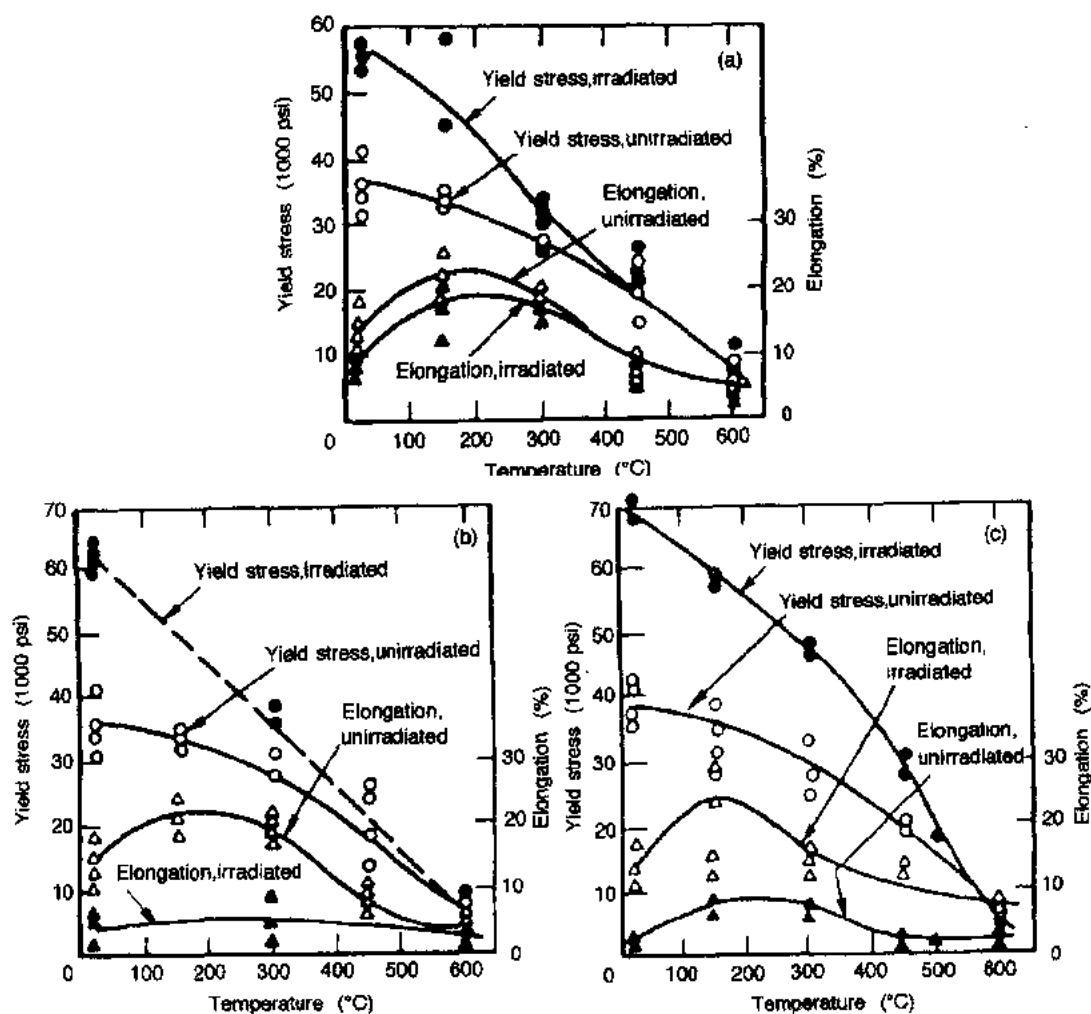 (a)
Yield stress (1000 psi)
60
50
40
30
20
10
0
Yield stress,irradiated
Yield stress,unirradiated
Elongation,
unirradiated
Elongation,irradiated
30
20
10
0
Elongation (%)
100 200 300 400 500 600
Temperature (°C)
(b)
Yield stress (1000 psi)
70
60
50
40
30
20
10
0
Yield stress,irradiated
Yield stress,unirradiated
Elongation,
unirradiated
Elongation,irradiated
30
20
10
0
Elongation (%)
100 200 300 400 500 600
Temperature (°C)
(c)
Yield stress (1000 psi)
70
60
50
40
30
20
10
0
Yield stress,irradiated
Yield stress,unirradiated
Elongation,
irradiated
Elongation,
unirradiated
30
20
10
0
Elongation (%)
100 200 300 400 500 600
Temperature (°C)